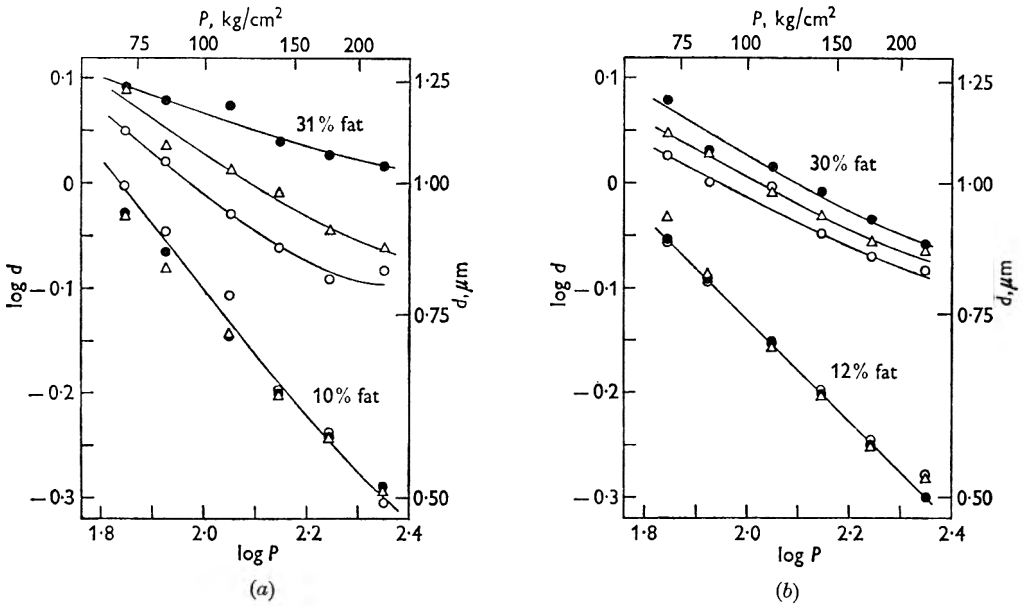 P, kg/cm²
75 100 150 200
0·1
0
−0·1
−0·2
−0·3
log d
31% fat
10% fat
1·25
1·00
0·75
0·50
d, μm
1·8 2·0 2·2 2·4
log P
(a)
P, kg/cm²
75 100 150 200
0·1
0
−0·1
−0·2
−0·3
log d
30% fat
12% fat
1·25
1·00
0·75
0·50
d, μm
1·8 2·0 2·2 2·4
log P
(b)